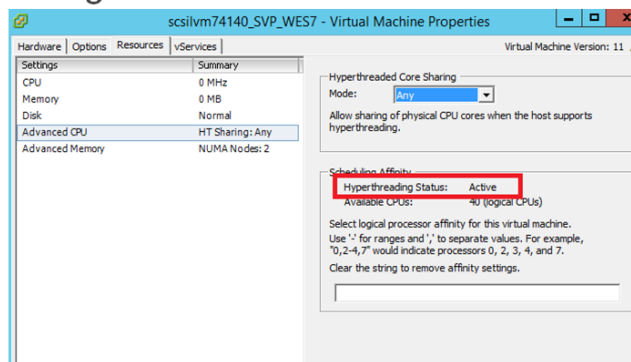 scsilvm74140_SVP_WES7 - Virtual Machine Properties
Hardware Options Resources vServices
Virtual Machine Version: 11
Settings Summary
CPU 0 MHz
Memory 0 MB
Disk Normal
Advanced CPU HT Sharing: Any
Advanced Memory NUMA Nodes: 2
Hyperthreaded Core Sharing
Mode: Any
Allow sharing of physical CPU cores when the host supports
hyperthreading.
Scheduling Affinity
Hyperthreading Status: Active
Available CPUs: 40 (logical CPUs)
Select logical processor affinity for this virtual machine.
Use '-' for ranges and ',' to separate values. For example,
"0,2-4,7" would indicate processors 0, 2, 3, 4, and 7.
Clear the string to remove affinity settings.